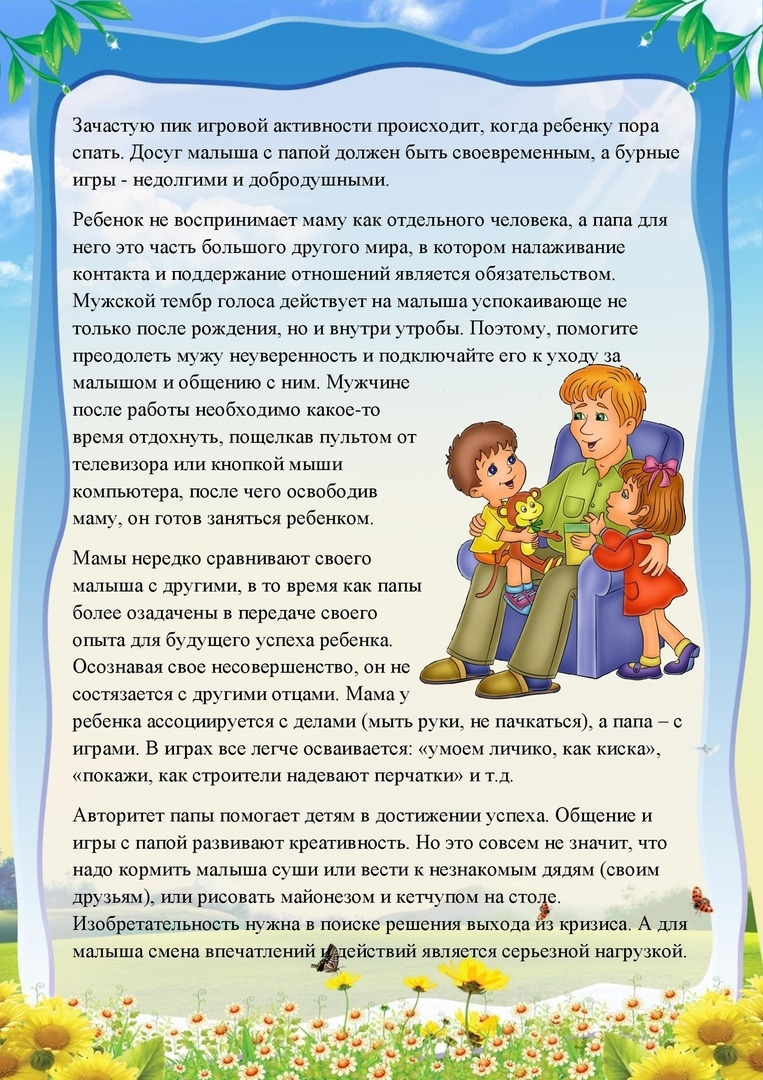 Зачастую пик игровой активности происходит, когда ребенку пора
спать. Досуг малыша с папой должен быть своевременным, а бурные
игры - недолгими и добродушными.
Ребенок не воспринимает маму как отдельного человека, а папа для
него это часть большого другого мира, в котором налаживание
контакта и поддержание отношений является обязательством.
Мужской тембр голоса действует на малыша успокаивающе не
только после рождения, но и внутри утробы. Поэтому, помогите
преодолеть мужу неуверенность и подключайте его к уходу за
малышом и общению с ним. Мужчине
после работы необходимо какое-то
время отдохнуть, пощелкав пультом от
телевизора или кнопкой мыши
компьютера, после чего освободив
маму, он готов заняться ребенком.
Мамы нередко сравнивают своего
малыша с другими, в то время как папы
более озадачены в передаче своего
опыта для будущего успеха ребенка.
Осознавая свое несовершенство, он не
состязается с другими отцами. Мама у
ребенка ассоциируется с делами (мыть руки, не пачкаться), а папа – с
играми. В играх все легче осваивается: «умоем личико, как киска»,
«покажи, как строители надевают перчатки» и т.д.
Авторитет папы помогает детям в достижении успеха. Общение и
игры с папой развивают креативность. Но это совсем не значит, что
надо кормить малыша суши или вести к незнакомым дядям (своим
друзьям), или рисовать майонезом и кетчупом на столе.
Изобретательность нужна в поиске решения выхода из кризиса. А для
малыша смена впечатлений и действий является серьезной нагрузкой.